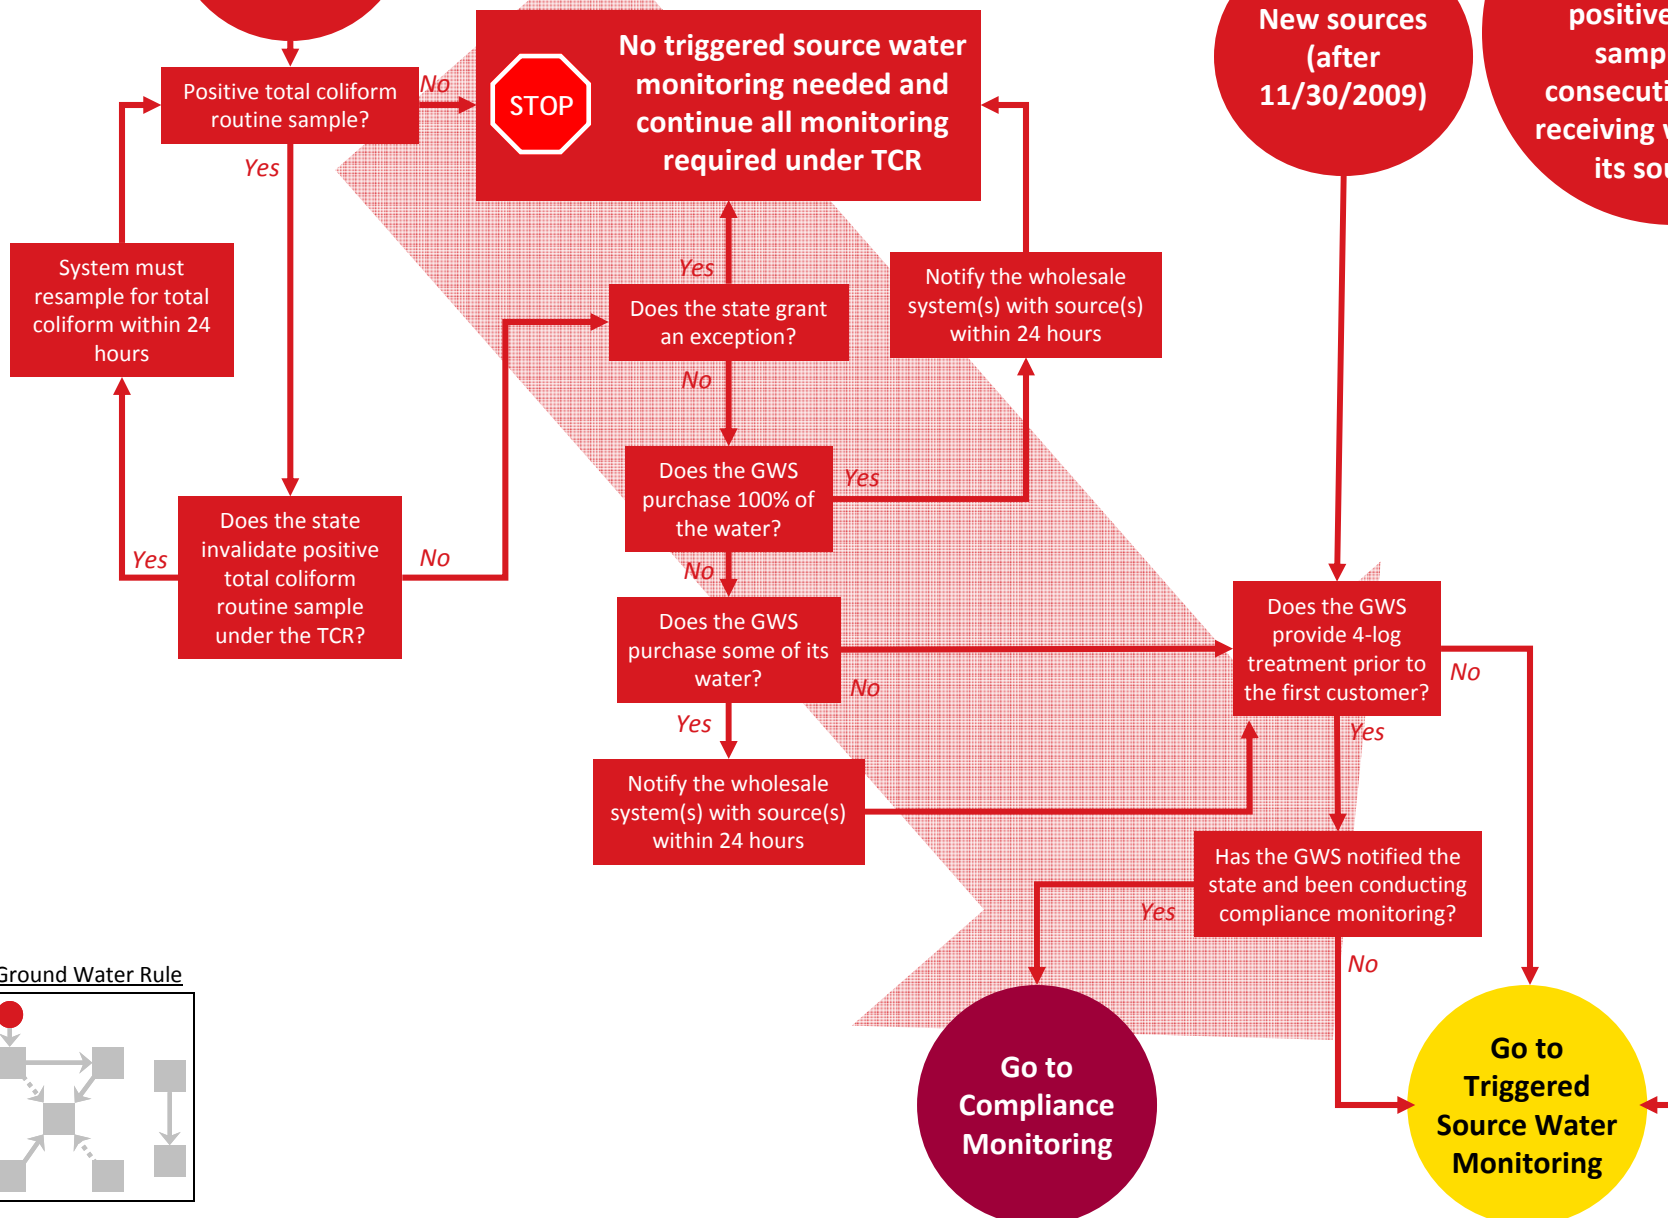 New sources
(after
11/30/2009)
positive
consecuti
receiving
its
No triggered source water
monitoring needed and
continue all monitoring
required under TCR
STOP
Positive total coliform
routine sample?
No
Yes
System must
resample for total
coliform within 24
hours
Yes
Does the state grant
an exception?
No
Notify the wholesale
system(s) with source(s)
within 24 hours
Does the GWS
purchase 100% of
the water?
Yes
No
Does the state
invalidate positive
total coliform
routine sample
under the TCR?
Yes
No
Does the GWS
purchase some of its
water?
No
Yes
Does the GWS
provide 4-log
treatment prior to
the first customer?
No
Yes
Notify the wholesale
system(s) with source(s)
within 24 hours
Has the GWS notified the
state and been conducting
compliance monitoring?
Yes
No
Ground Water Rule
Go to
Compliance
Monitoring
Go to
Triggered
Source Water
Monitoring